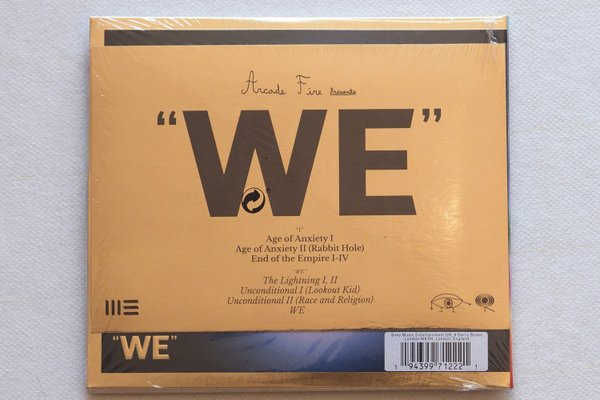 Arcade Fire Presents
“WE”
"I"
Age of Anxiety I
Age of Anxiety II (Rabbit Hole)
End of the Empire I-IV
"WE"
The Lightning I, II
Unconditional I (Lookout Kid)
Unconditional II (Race and Religion)
WE
“WE”
Sony Music Entertainment UK, 9 Derry Street,
London W8 5HY, London, England
1 94399 71222 1